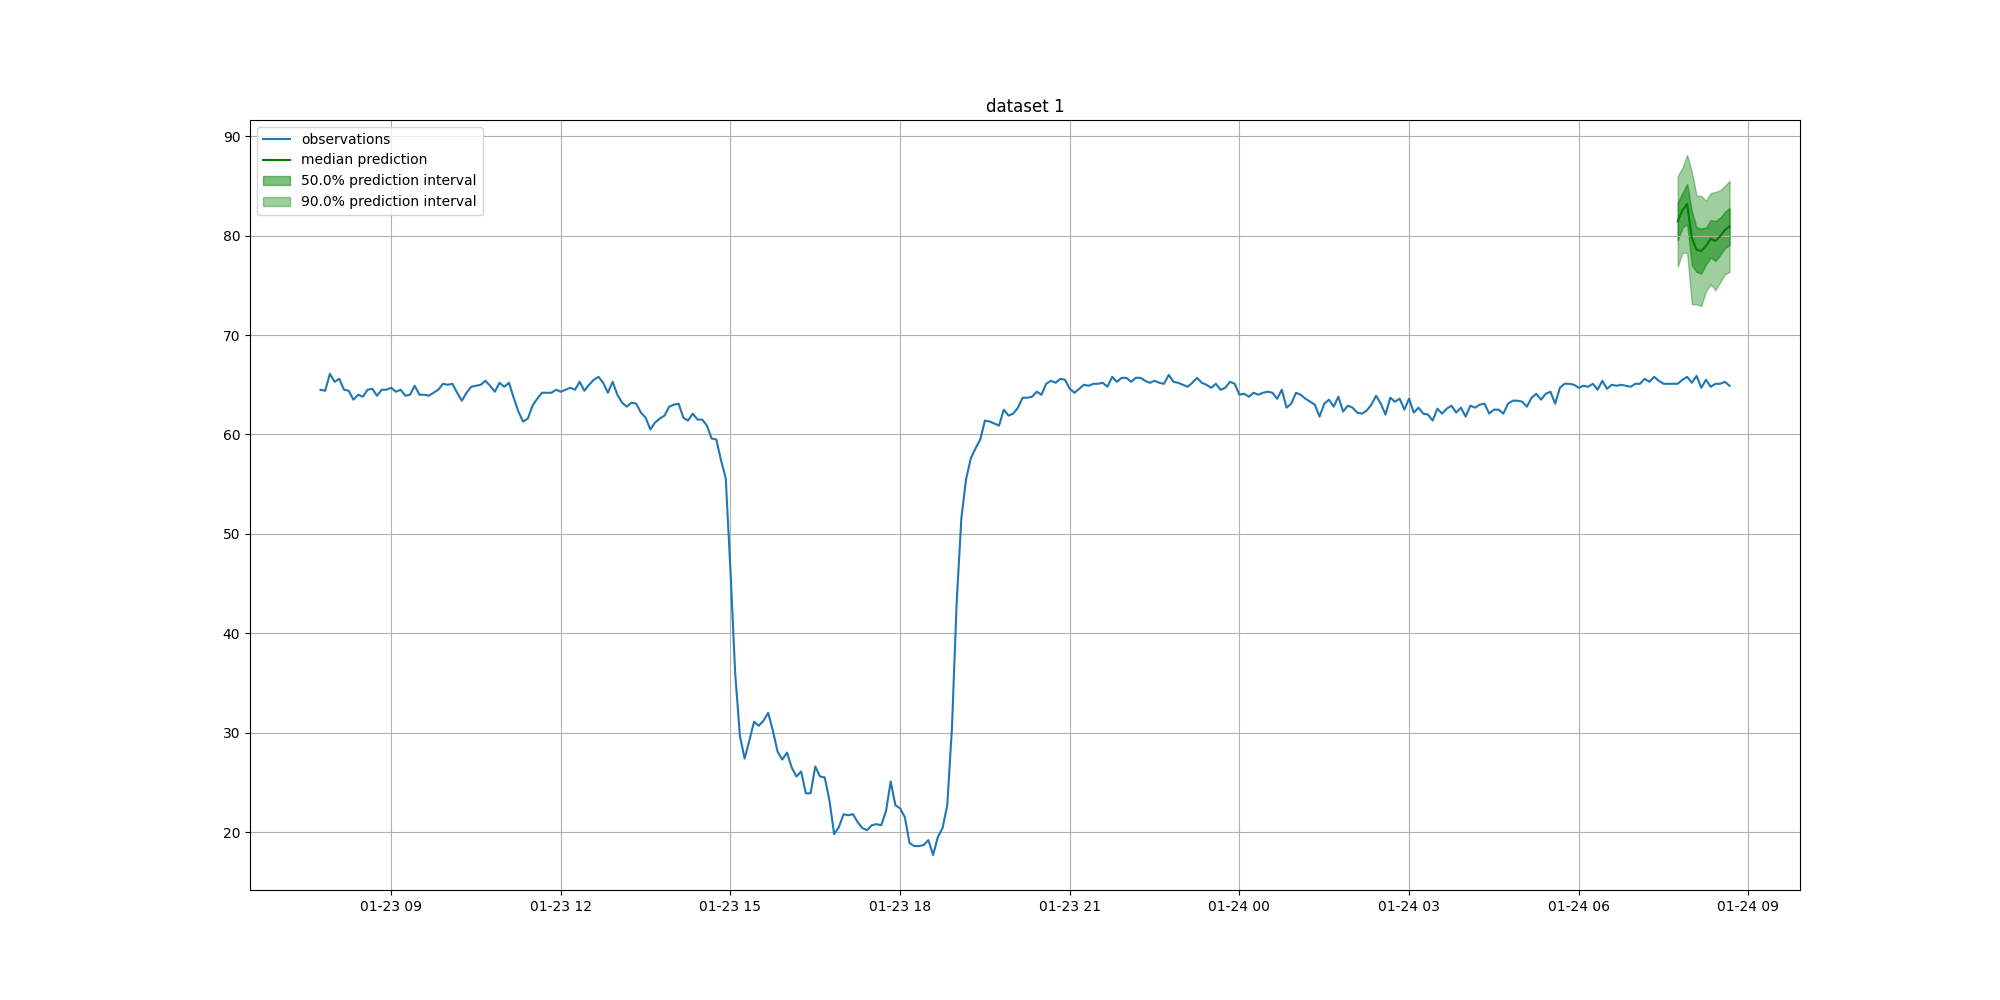 dataset 1
observations
median prediction
50.0% prediction interval
90.0% prediction interval
90
80
70
60
50
40
30
20
01-23 09 01-23 12 01-23 15 01-23 18 01-23 21 01-24 00 01-24 03 01-24 06 01-24 09